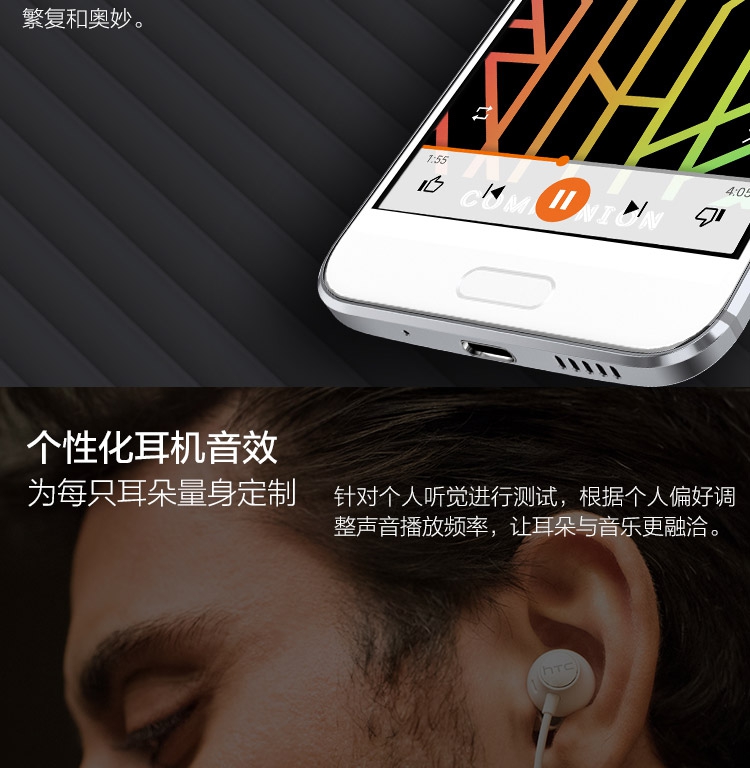 繁复和奥妙。
1:55
4:05
COMPANION
个性化耳机音效
为每只耳朵量身定制
针对个人听觉进行测试，根据个人偏好调
整声音播放频率，让耳朵与音乐更融洽。
hTC